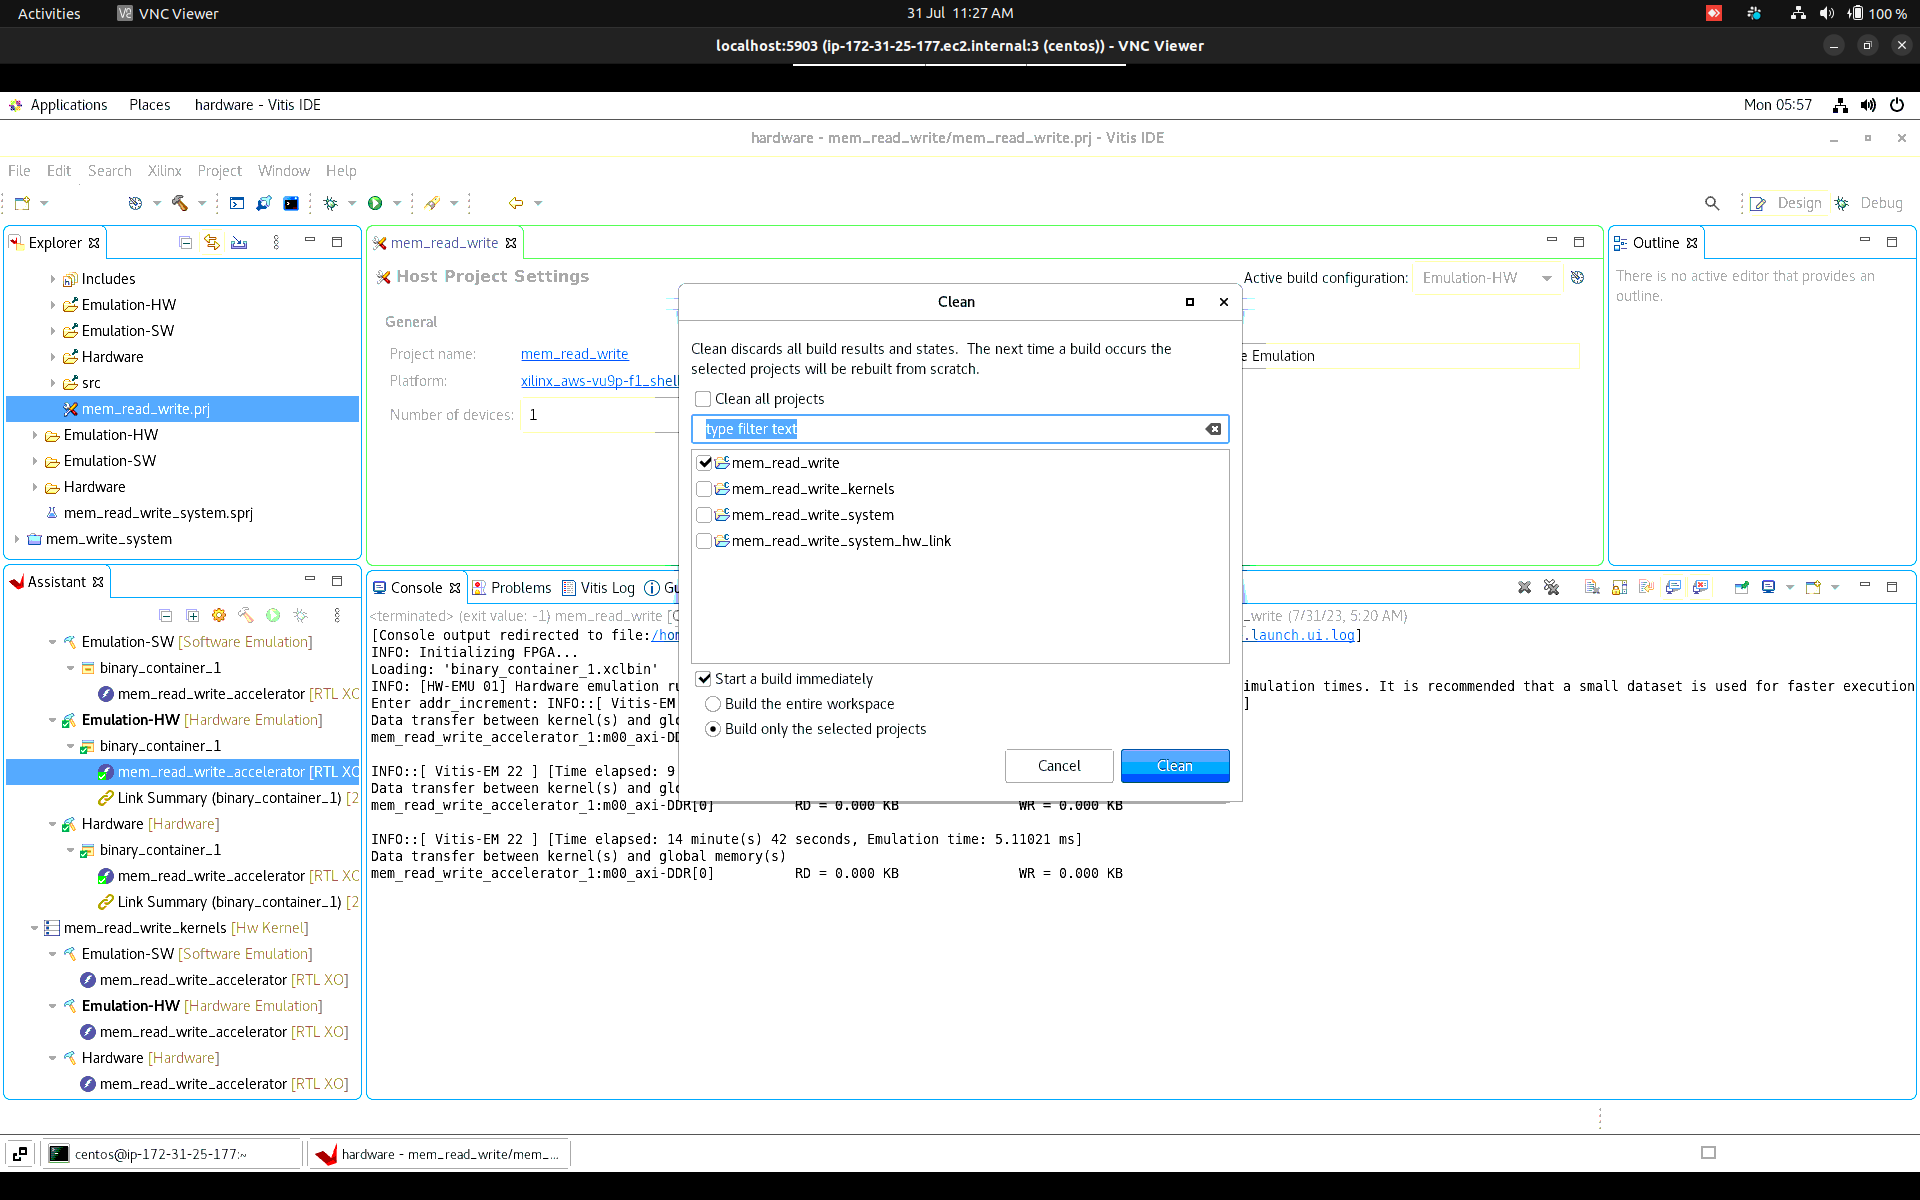 Activities VNC Viewer 31 Jul 11:27 AM 100 %
localhost:5903 (ip-172-31-25-177.ec2.internal:3 (centos)) - VNC Viewer
Applications Places hardware - Vitis IDE Mon 05:57
hardware - mem_read_write/mem_read_write.prj - Vitis IDE
File Edit Search Xilinx Project Window Help
Design Debug
Explorer
Includes
Emulation-HW
Emulation-SW
Hardware
src
mem_read_write.prj
Emulation-HW
Emulation-SW
Hardware
mem_read_write_system.sprj
mem_write_system
mem_read_write
Host Project Settings
Active build configuration: Emulation-HW
General
Project name: mem_read_write
Platform: xilinx_aws-vu9p-f1_shell
Number of devices: 1
e Emulation
Outline
There is no active editor that provides an
outline.
Clean
Clean discards all build results and states. The next time a build occurs the
selected projects will be rebuilt from scratch.
Clean all projects
type filter text
mem_read_write
mem_read_write_kernels
mem_read_write_system
mem_read_write_system_hw_link
Start a build immediately
Build the entire workspace
Build only the selected projects
Cancel Clean
Assistant
Emulation-SW [Software Emulation]
binary_container_1
mem_read_write_accelerator [RTL XO
Emulation-HW [Hardware Emulation]
binary_container_1
mem_read_write_accelerator [RTL XO
Link Summary (binary_container_1) [2
Hardware [Hardware]
binary_container_1
mem_read_write_accelerator [RTL XO
Link Summary (binary_container_1) [2
mem_read_write_kernels [Hw Kernel]
Emulation-SW [Software Emulation]
mem_read_write_accelerator [RTL XO]
Emulation-HW [Hardware Emulation]
mem_read_write_accelerator [RTL XO]
Hardware [Hardware]
mem_read_write_accelerator [RTL XO]
Console Problems Vitis Log Gu
<terminated> (exit value: -1) mem_read_write [ _write (7/31/23, 5:20 AM)
[Console output redirected to file:/hom .launch.ui.log]
INFO: Initializing FPGA...
Loading: 'binary_container_1.xclbin'
INFO: [HW-EMU 01] Hardware emulation ru imulation times. It is recommended that a small dataset is used for faster execution
Enter addr_increment: INFO::[ Vitis-EM ]
Data transfer between kernel(s) and glo
mem_read_write_accelerator_1:m00_axi-DD
INFO::[ Vitis-EM 22 ] [Time elapsed: 9
Data transfer between kernel(s) and glo
mem_read_write_accelerator_1:m00_axi-DDR[0] RD = 0.000 KB WR = 0.000 KB
INFO::[ Vitis-EM 22 ] [Time elapsed: 14 minute(s) 42 seconds, Emulation time: 5.11021 ms]
Data transfer between kernel(s) and global memory(s)
mem_read_write_accelerator_1:m00_axi-DDR[0] RD = 0.000 KB WR = 0.000 KB
centos@ip-172-31-25-177:~ hardware - mem_read_write/mem_...